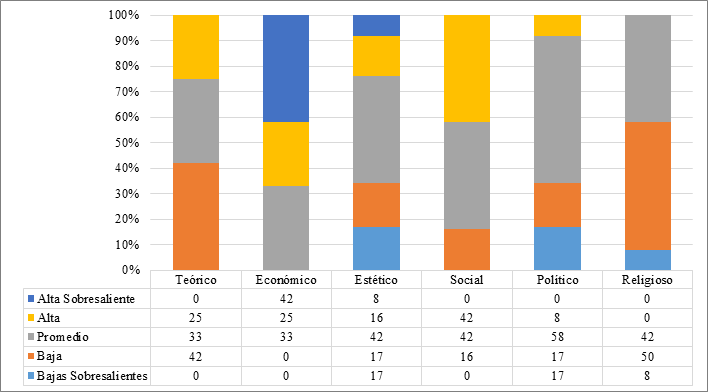 100%
90%
80%
70%
60%
50%
40%
30%
20%
10%
0%
Teórico Económico Estético Social Político Religioso
Alta Sobresaliente 0 42 8 0 0 0
Alta 25 25 16 42 8 0
Promedio 33 33 42 42 58 42
Baja 42 0 17 16 17 50
Bajas Sobresalientes 0 0 17 0 17 8